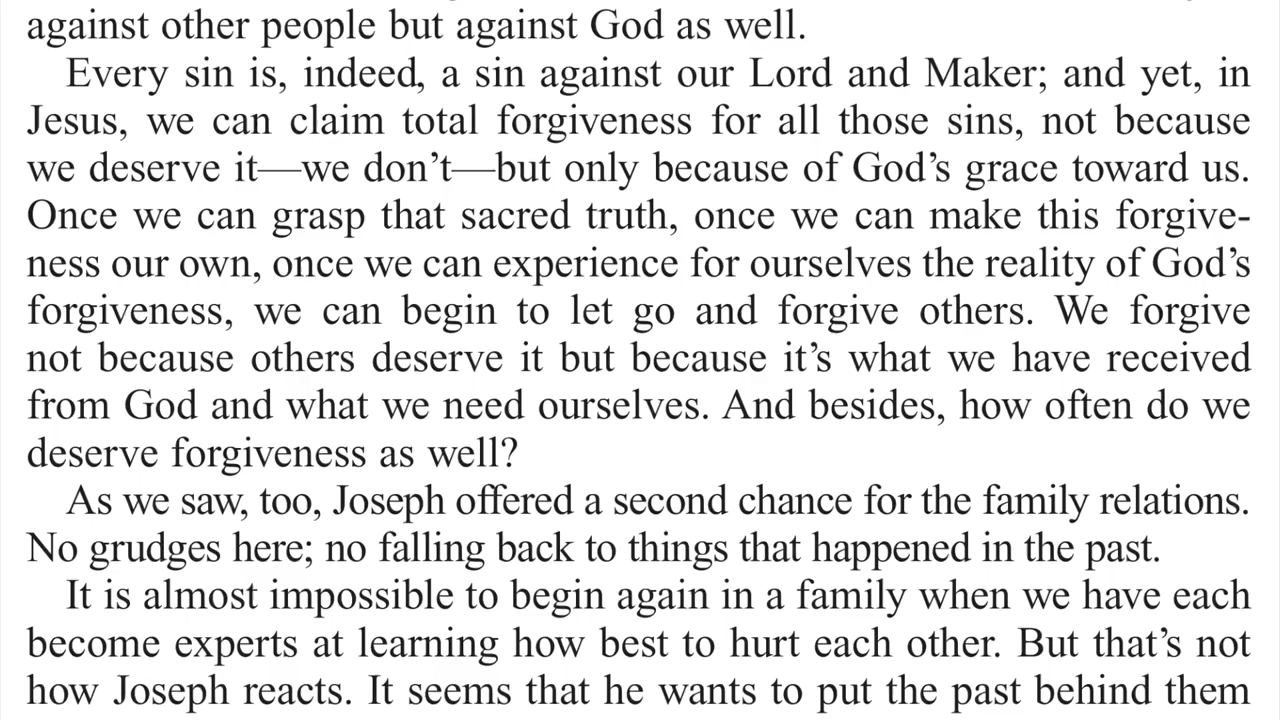 against other people but against God as well.
Every sin is, indeed, a sin against our Lord and Maker; and yet, in
Jesus, we can claim total forgiveness for all those sins, not because
we deserve it—we don’t—but only because of God’s grace toward us.
Once we can grasp that sacred truth, once we can make this forgive-
ness our own, once we can experience for ourselves the reality of God’s
forgiveness, we can begin to let go and forgive others. We forgive
not because others deserve it but because it’s what we have received
from God and what we need ourselves. And besides, how often do we
deserve forgiveness as well?
As we saw, too, Joseph offered a second chance for the family relations.
No grudges here; no falling back to things that happened in the past.
It is almost impossible to begin again in a family when we have each
become experts at learning how best to hurt each other. But that’s not
how Joseph reacts. It seems that he wants to put the past behind them